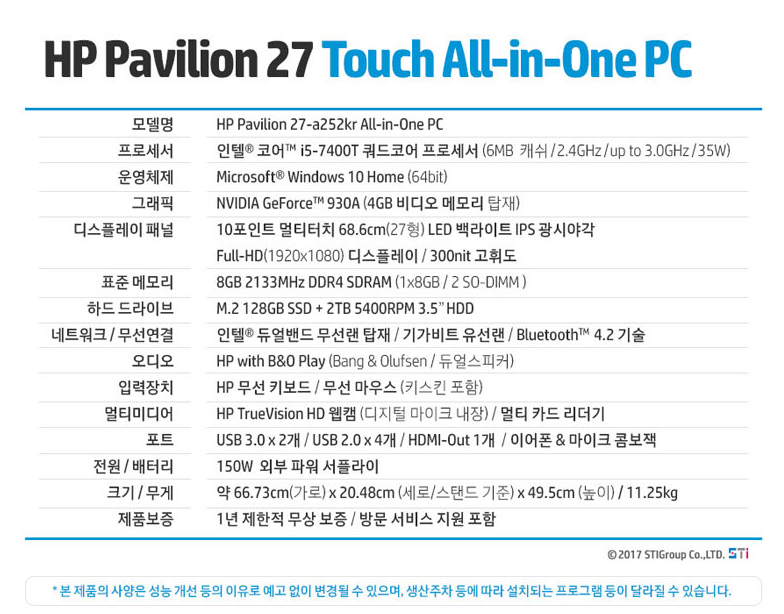 HP Pavilion 27 Touch All-in-One PC
모델명 HP Pavilion 27-a252kr All-in-One PC
프로세서 인텔® 코어™ i5-7400T 쿼드코어 프로세서 (6MB 캐쉬 / 2.4GHz / up to 3.0GHz / 35W)
운영체제 Microsoft® Windows 10 Home (64bit)
그래픽 NVIDIA GeForce™ 930A (4GB 비디오 메모리 탑재)
디스플레이 패널 10포인트 멀티터치 68.6cm(27형) LED 백라이트 IPS 광시야각
Full-HD(1920x1080) 디스플레이 / 300nit 고휘도
표준 메모리 8GB 2133MHz DDR4 SDRAM (1x8GB / 2 SO-DIMM )
하드 드라이브 M.2 128GB SSD + 2TB 5400RPM 3.5” HDD
네트워크 / 무선연결 인텔® 듀얼밴드 무선랜 탑재 / 기가비트 유선랜 / Bluetooth™ 4.2 기술
오디오 HP with B&O Play (Bang & Olufsen / 듀얼스피커)
입력장치 HP 무선 키보드 / 무선 마우스 (키스킨 포함)
멀티미디어 HP TrueVision HD 웹캠 (디지털 마이크 내장) / 멀티 카드 리더기
포트 USB 3.0 x 2개 / USB 2.0 x 4개 / HDMI-Out 1개 / 이어폰 & 마이크 콤보잭
전원 / 배터리 150W 외부 파워 서플라이
크기 / 무게 약 66.73cm(가로) x 20.48cm (세로/스탠드 기준) x 49.5cm (높이) / 11.25kg
제품보증 1년 제한적 무상 보증 / 방문 서비스 지원 포함
© 2017 STIGroup Co.,LTD. STi
* 본 제품의 사양은 성능 개선 등의 이유로 예고 없이 변경될 수 있으며, 생산주차 등에 따라 설치되는 프로그램 등이 달라질 수 있습니다.